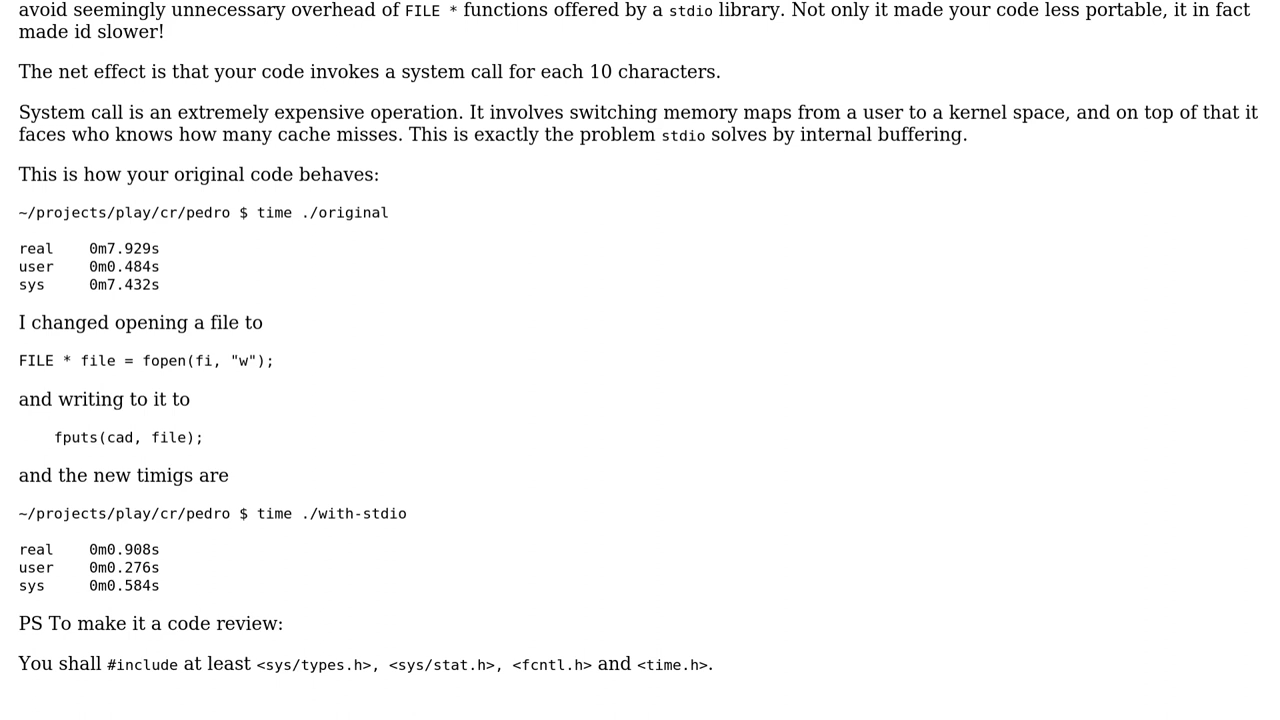 avoid seemingly unnecessary overhead of FILE * functions offered by a stdio library. Not only it made your code less portable, it in fact
made id slower!
The net effect is that your code invokes a system call for each 10 characters.
System call is an extremely expensive operation. It involves switching memory maps from a user to a kernel space, and on top of that it
faces who knows how many cache misses. This is exactly the problem stdio solves by internal buffering.
This is how your original code behaves:
~/projects/play/cr/pedro $ time ./original
real    0m7.929s
user    0m0.484s
sys     0m7.432s
I changed opening a file to
FILE * file = fopen(fi, "w");
and writing to it to
    fputs(cad, file);
and the new timigs are
~/projects/play/cr/pedro $ time ./with-stdio
real    0m0.908s
user    0m0.276s
sys     0m0.584s
PS To make it a code review:
You shall #include at least <sys/types.h>, <sys/stat.h>, <fcntl.h> and <time.h>.